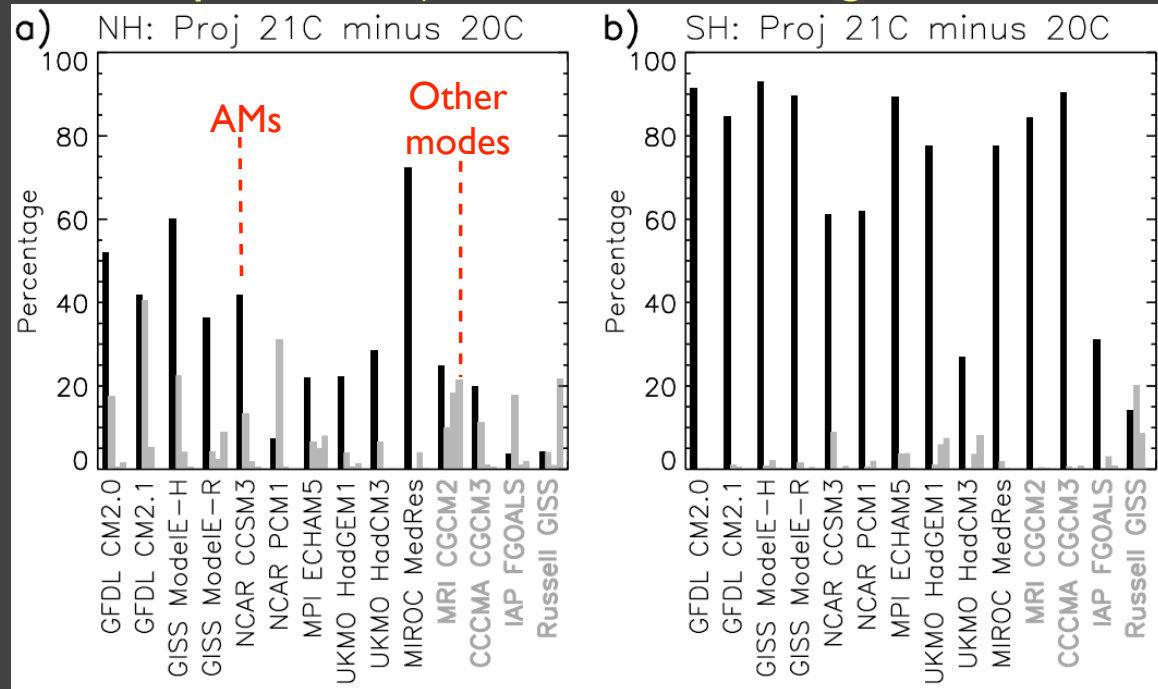 a) NH: Proj 21C minus 20C
100
80
60
40
20
0
Percentage
AMs
Other
modes
GFDL CM2.0
GFDL CM2.1
GISS ModelE-H
GISS ModelE-R
NCAR CCSM3
NCAR PCM1
MPI ECHAM5
UKMO HadGEM1
UKMO HadCM3
MIROC MedRes
MRI CGCM2
CCCMA CGCM3
IAP FGOALS
Russell GISS
b) SH: Proj 21C minus 20C
100
80
60
40
20
0
Percentage
GFDL CM2.0
GFDL CM2.1
GISS ModelE-H
GISS ModelE-R
NCAR CCSM3
NCAR PCM1
MPI ECHAM5
UKMO HadGEM1
UKMO HadCM3
MIROC MedRes
MRI CGCM2
CCCMA CGCM3
IAP FGOALS
Russell GISS